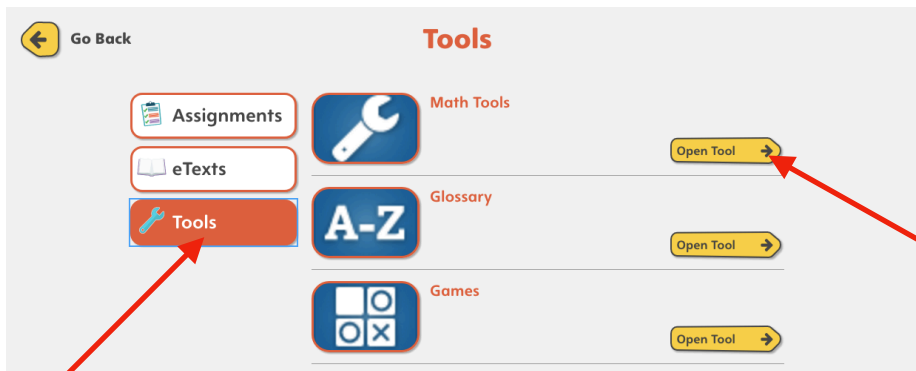 Go Back
Tools
Assignments
eTexts
Tools
Math Tools
Open Tool
A-Z
Glossary
Open Tool
Games
Open Tool